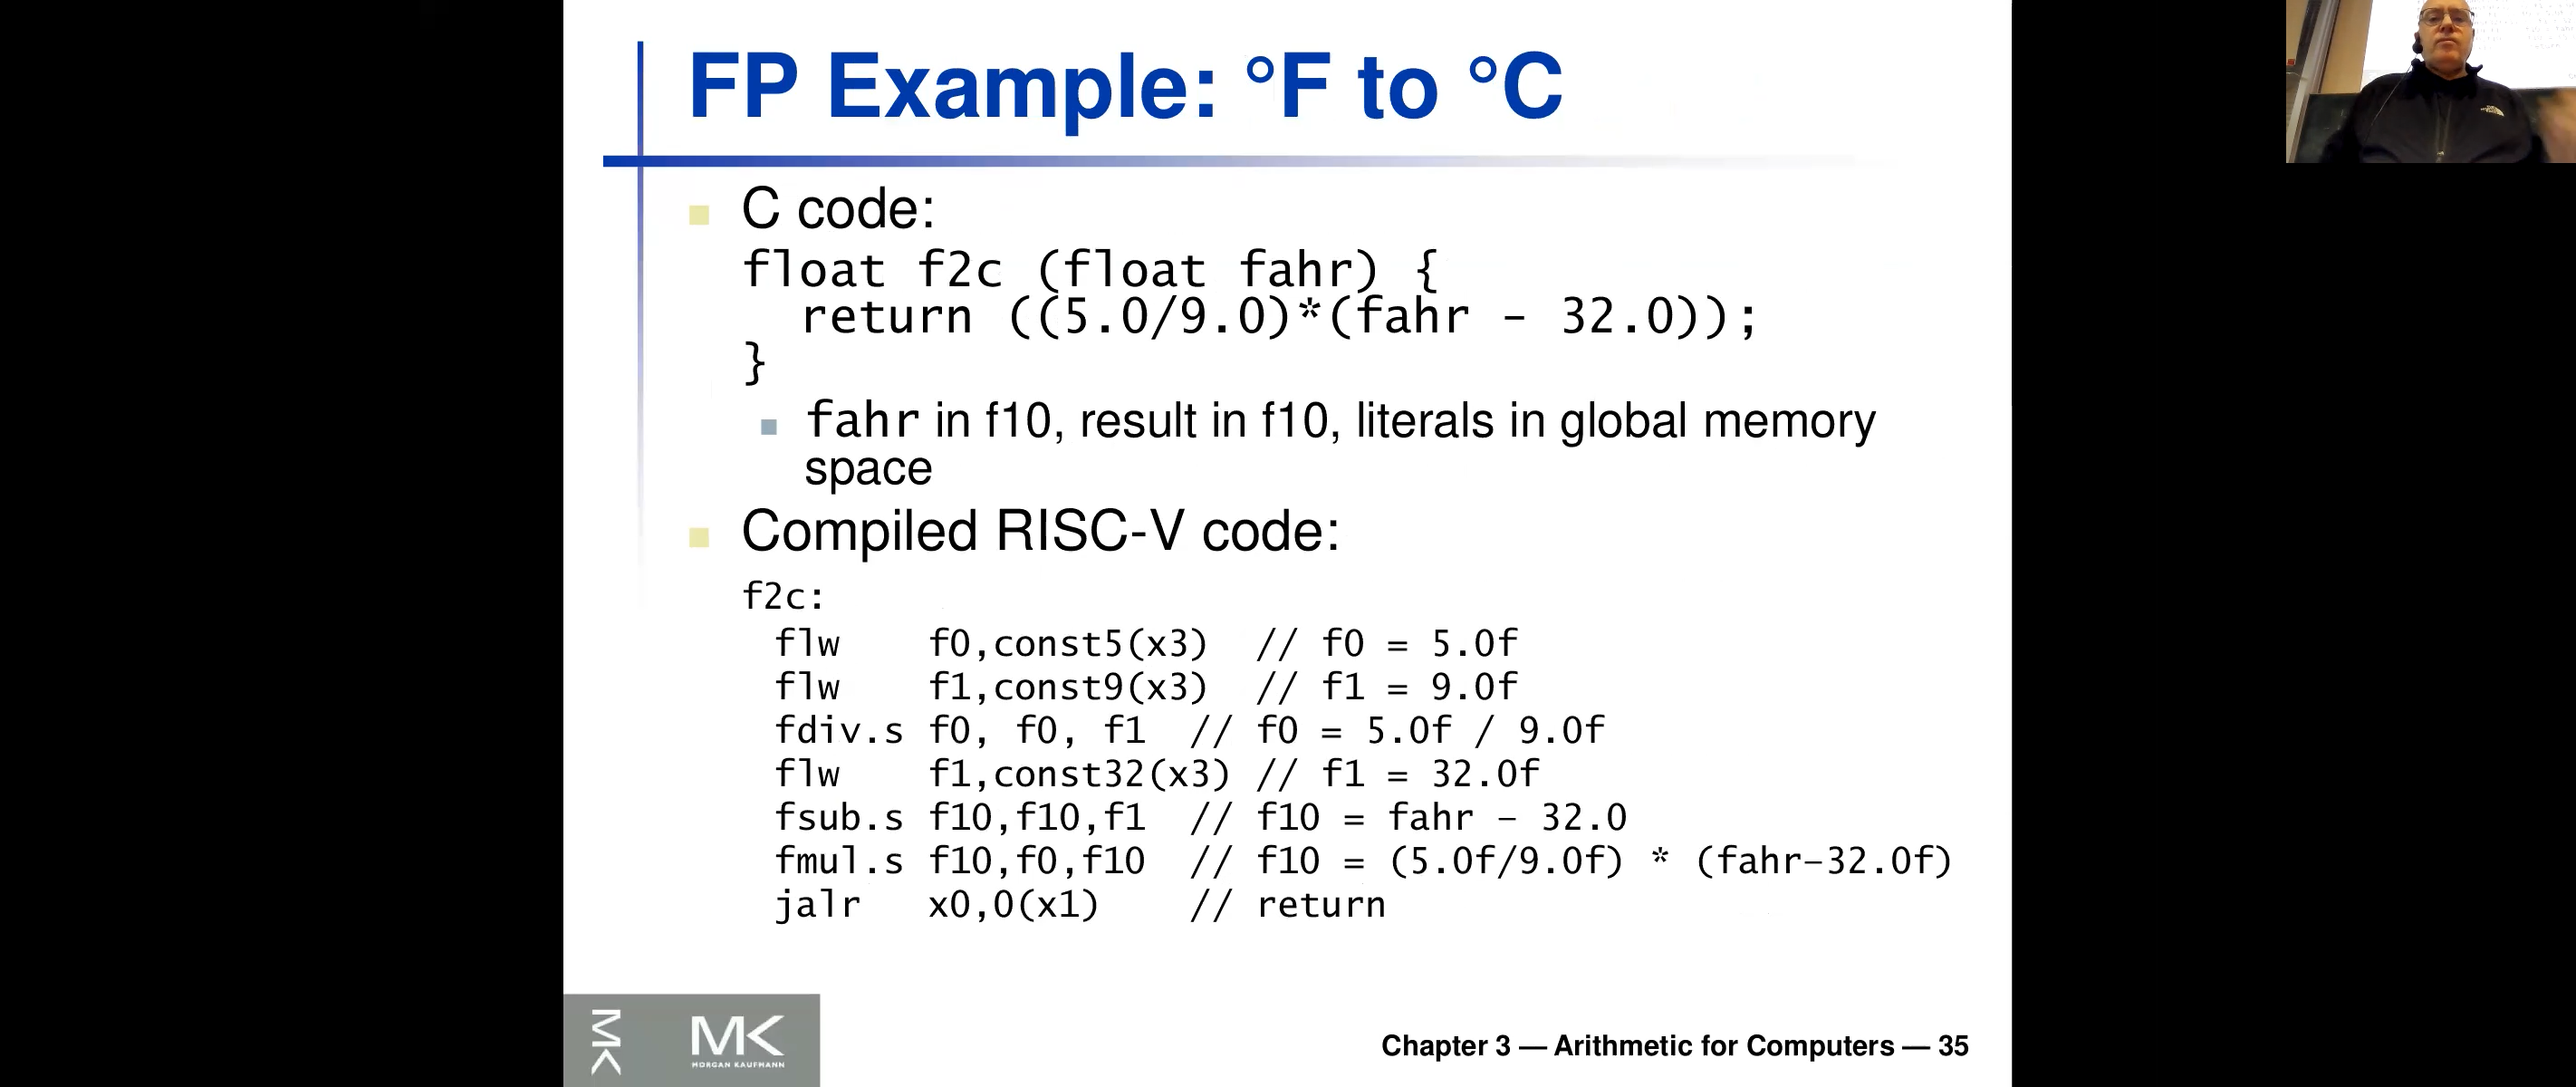 FP Example: °F to °C
C code:
float f2c (float fahr) {
  return ((5.0/9.0)*(fahr - 32.0));
}
fahr in f10, result in f10, literals in global memory
space
Compiled RISC-V code:
f2c:
flw    f0,const5(x3)  // f0 = 5.0f
flw    f1,const9(x3)  // f1 = 9.0f
fdiv.s f0, f0, f1  // f0 = 5.0f / 9.0f
flw    f1,const32(x3) // f1 = 32.0f
fsub.s f10,f10,f1  // f10 = fahr – 32.0
fmul.s f10,f0,f10  // f10 = (5.0f/9.0f) * (fahr–32.0f)
jalr   x0,0(x1)    // return
MK
MK
MORGAN KAUFMANN
Chapter 3 — Arithmetic for Computers — 35